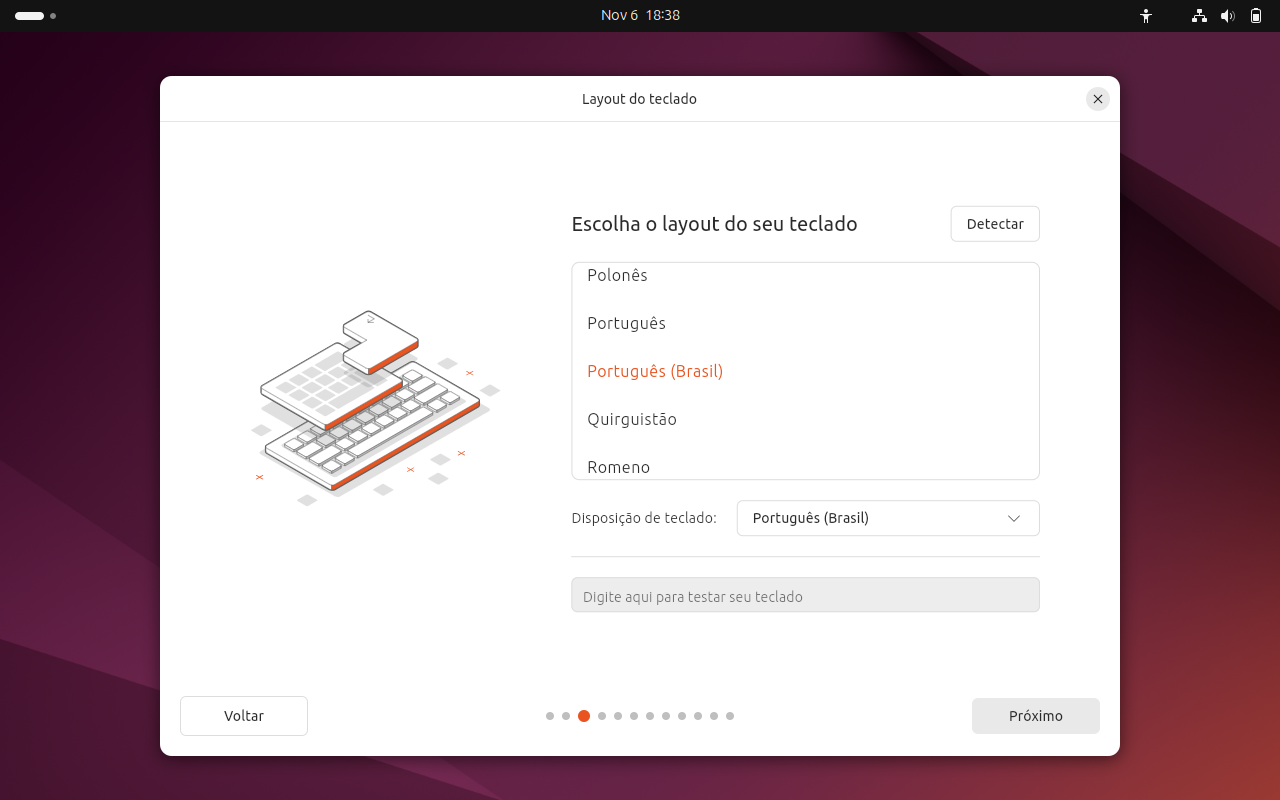 Nov 6 18:38
Layout do teclado
Escolha o layout do seu teclado
Detectar
Polonês
Português
Português (Brasil)
Quirguistão
Romeno
Disposição de teclado:
Português (Brasil)
Digite aqui para testar seu teclado
Voltar
Próximo